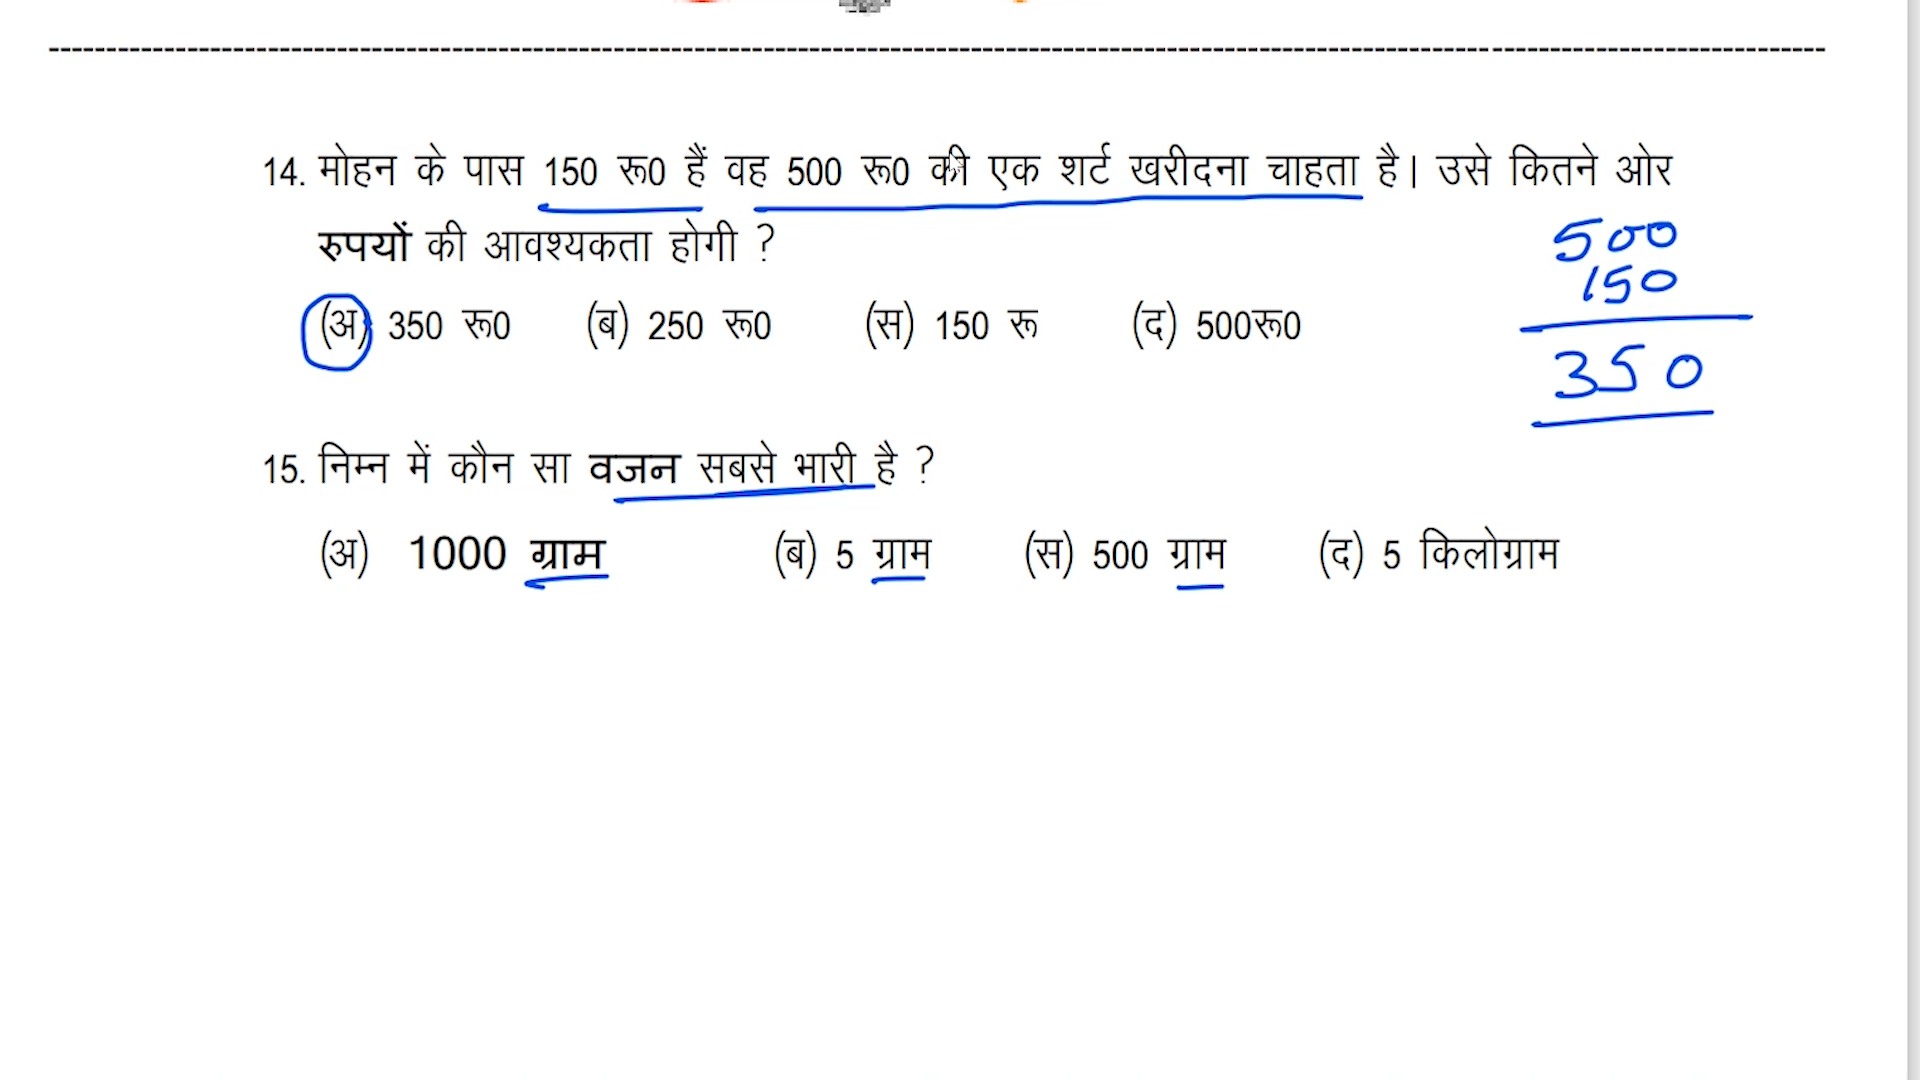 14. मोहन के पास 150 रू0 हैं वह 500 रू0 की एक शर्ट खरीदना चाहता है। उसे कितने ओर
रुपयों की आवश्यकता होगी ?
(अ) 350 रू0 (ब) 250 रू0 (स) 150 रू (द) 500रू0
500
150
350
15. निम्न में कौन सा वजन सबसे भारी है ?
(अ) 1000 ग्राम (ब) 5 ग्राम (स) 500 ग्राम (द) 5 किलोग्राम